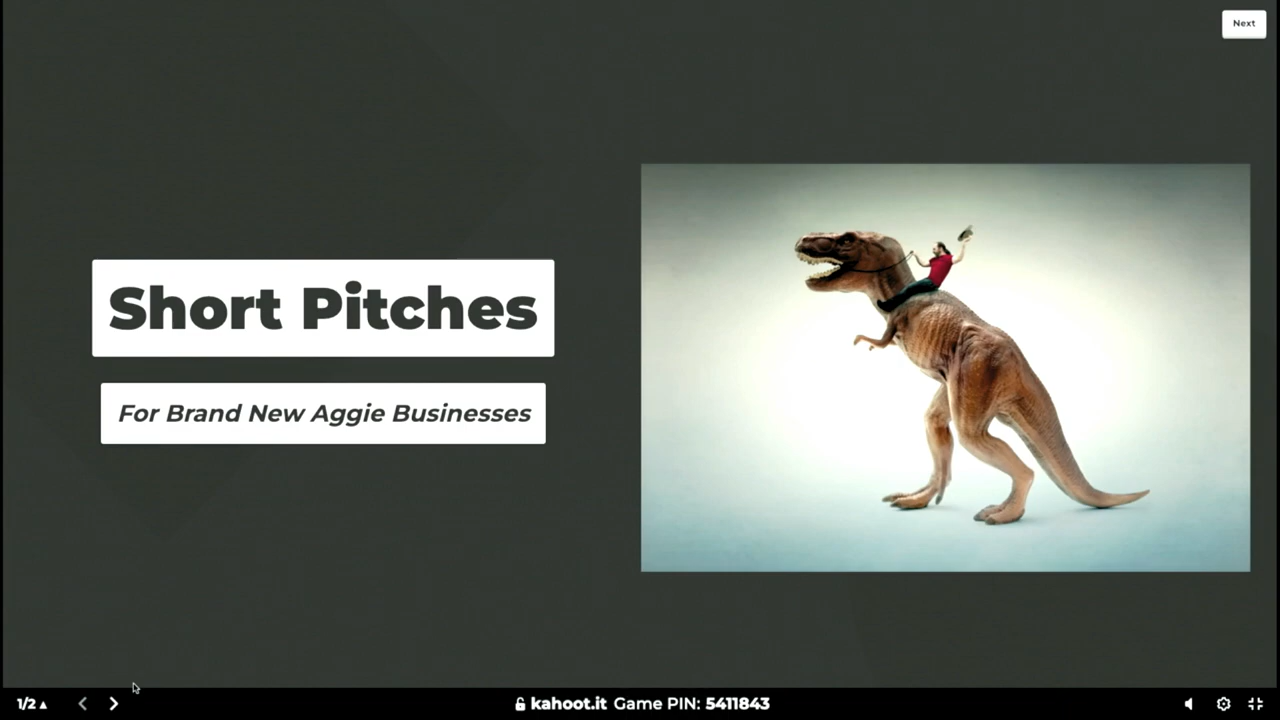 Next
Short Pitches
For Brand New Aggie Businesses
1/2
kahoot.it Game PIN: 5411843